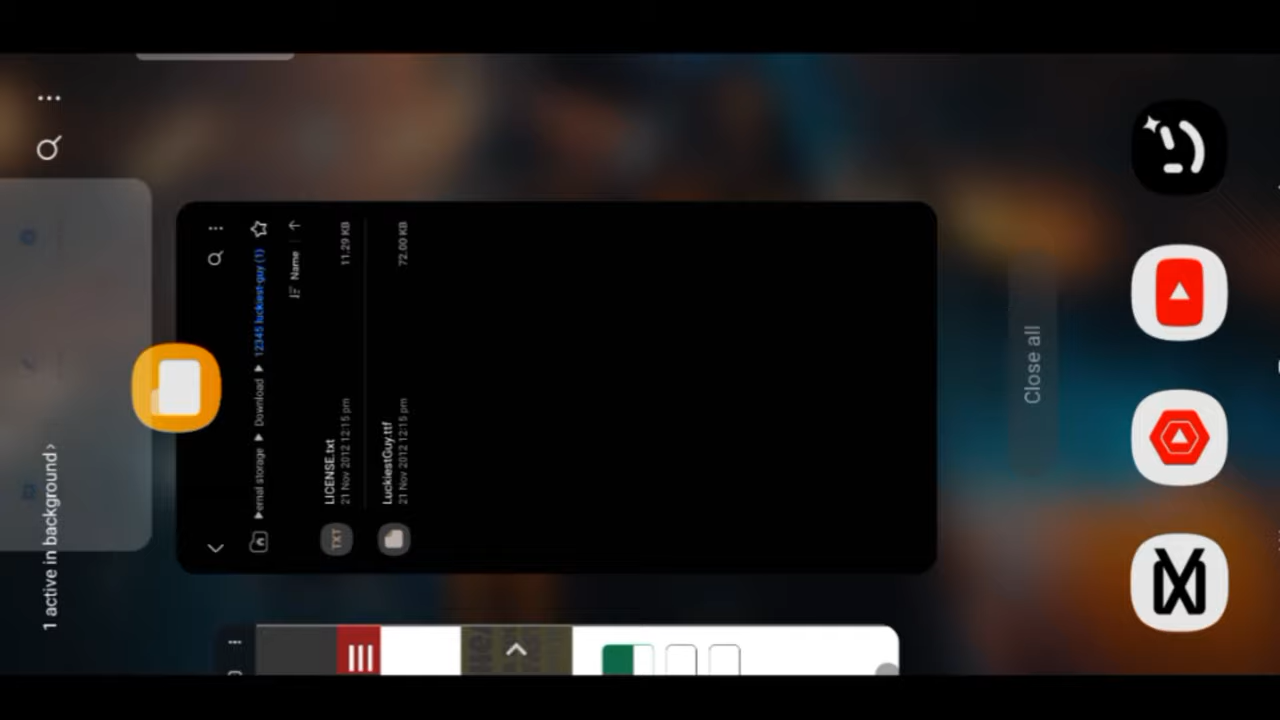 1 active in background >
ernal storage ▶ Download ▶ 12345 luckiest-guy (1)
Name
LICENSE.txt
21 Nov 2012 12:15 pm
11.29 KB
LuckiestGuy.ttf
21 Nov 2012 12:15 pm
72.00 KB
TXT
Close all